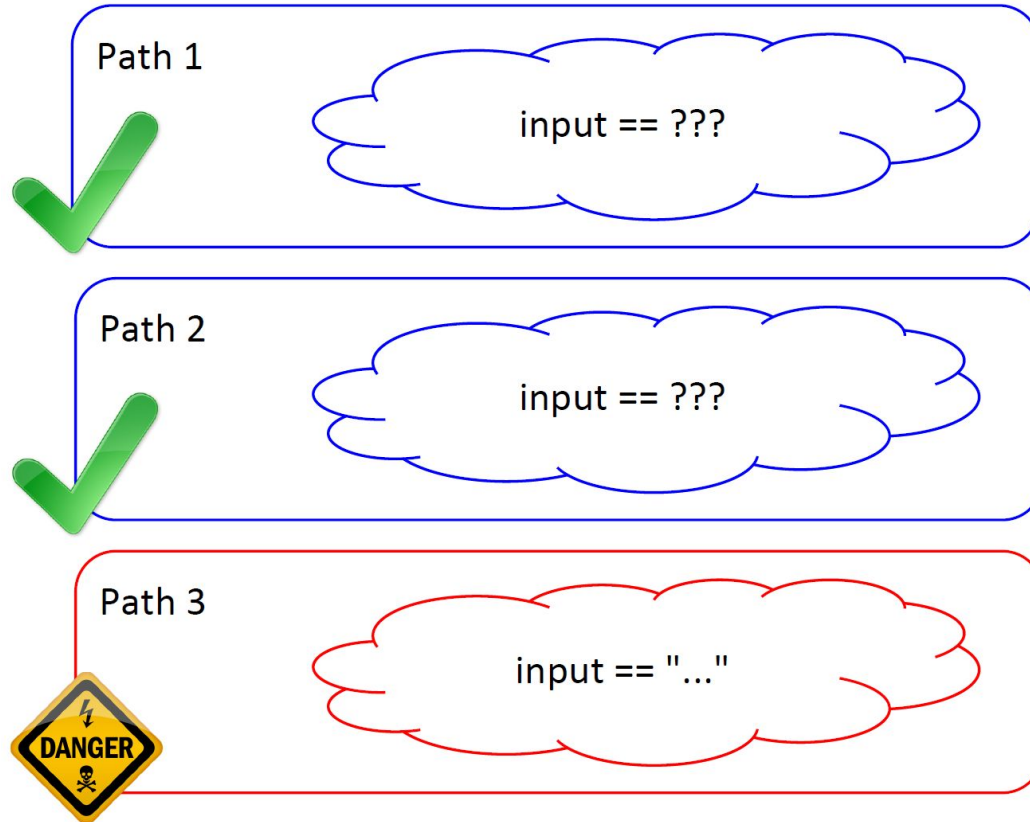 Path 1
input == ???
Path 2
input == ???
Path 3
input == "..."
DANGER